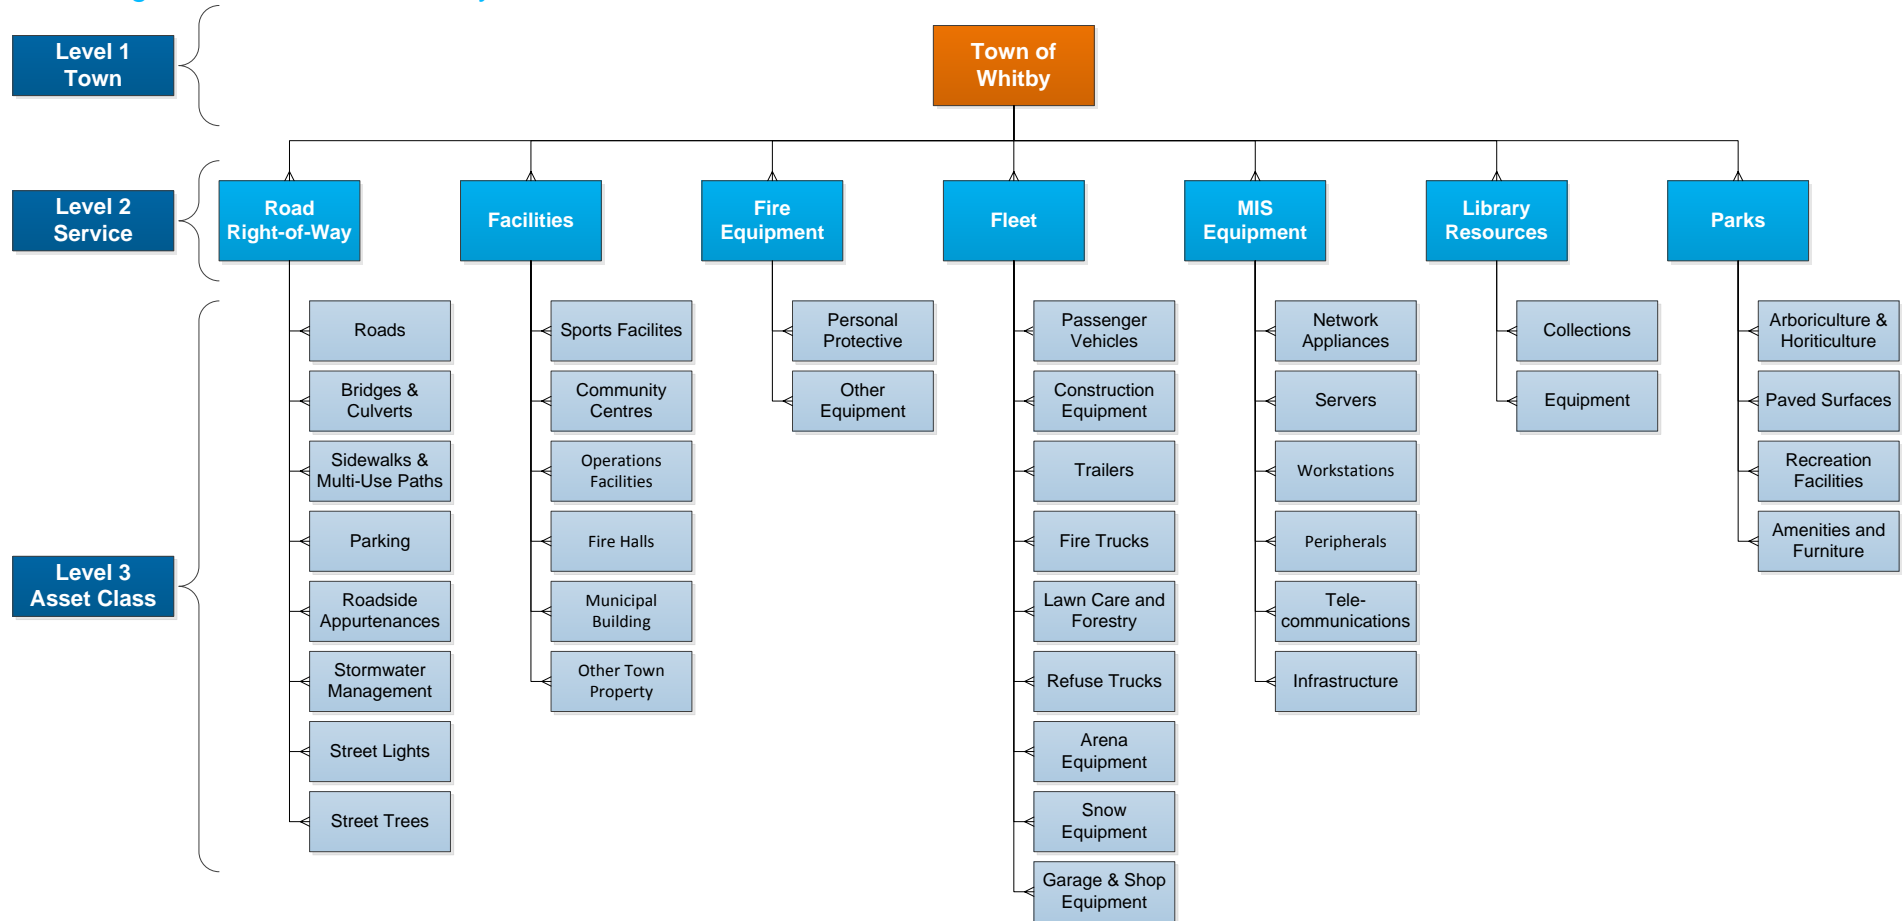 Level 1
Town
Town of
Whitby
Level 2
Service
Road
Right-of-Way
Facilities
Fire
Equipment
Fleet
MIS
Equipment
Library
Resources
Parks
Level 3
Asset Class
Roads
Bridges &
Culverts
Sidewalks &
Multi-Use Paths
Parking
Roadside
Appurtenances
Stormwater
Management
Street Lights
Street Trees
Sports Facilites
Community
Centres
Operations
Facilities
Fire Halls
Municipal
Building
Other Town
Property
Personal
Protective
Other
Equipment
Passenger
Vehicles
Construction
Equipment
Trailers
Fire Trucks
Lawn Care and
Forestry
Refuse Trucks
Arena
Equipment
Snow
Equipment
Garage & Shop
Equipment
Network
Appliances
Servers
Workstations
Peripherals
Tele-
communications
Infrastructure
Collections
Equipment
Arboriculture &
Horiticulture
Paved Surfaces
Recreation
Facilities
Amenities and
Furniture